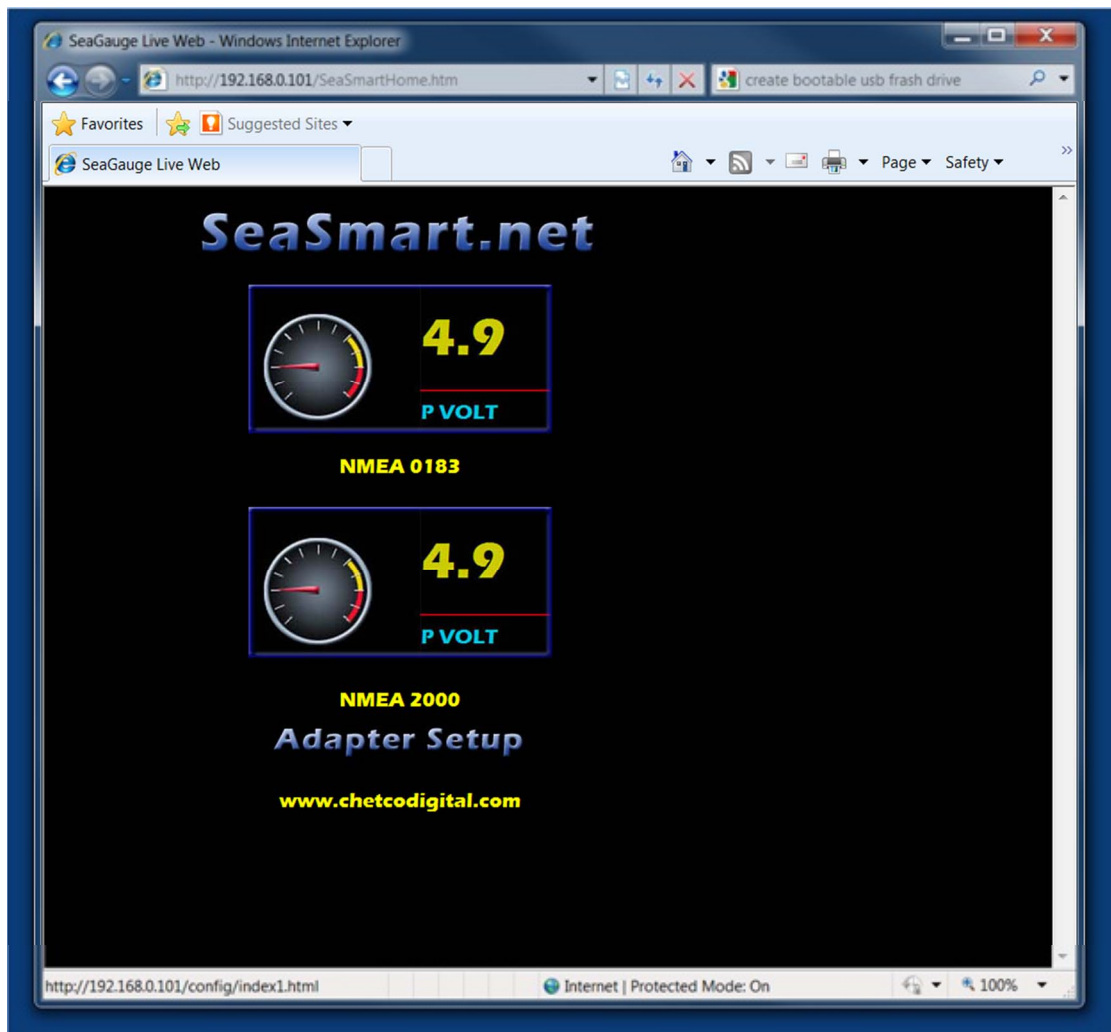 SeaGauge Live Web - Windows Internet Explorer
http://192.168.0.101/SeaSmartHome.htm
create bootable usb frash drive
Favorites
Suggested Sites
SeaGauge Live Web
Page
Safety
»
SeaSmart.net
4.9
P VOLT
NMEA 0183
4.9
P VOLT
NMEA 2000
Adapter Setup
www.chetcodigital.com
http://192.168.0.101/config/index1.html
Internet | Protected Mode: On
100%